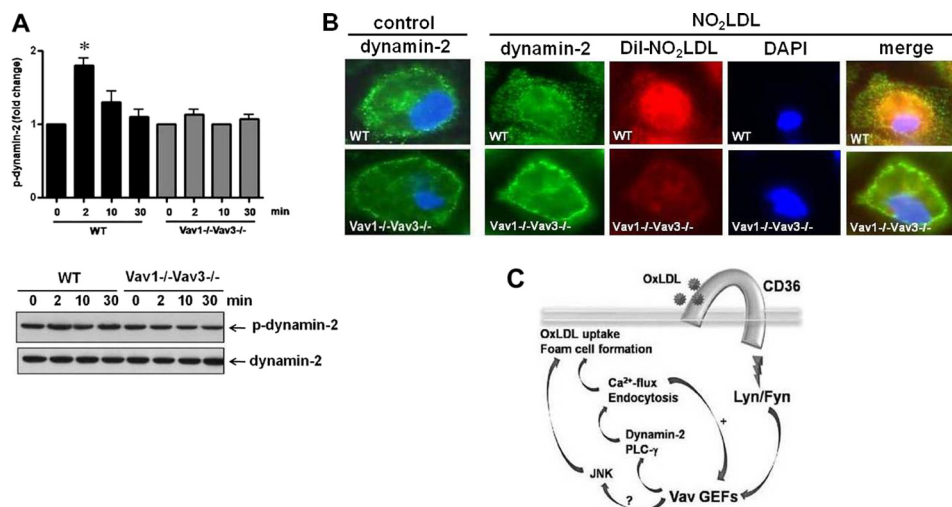 A
p-dynamin-2 (fold change)
2
1
0
*
0 2 10 30 0 2 10 30 min
WT Vav1-/-Vav3-/-
WT Vav1-/-Vav3-/-
0 2 10 30 0 2 10 30 min
p-dynamin-2
dynamin-2
B
control NO₂LDL
dynamin-2 dynamin-2 DiI-NO₂LDL DAPI merge
WT WT WT WT WT
Vav1-/-Vav3-/- Vav1-/-Vav3-/- Vav1-/-Vav3-/- Vav1-/-Vav3-/- Vav1-/-Vav3-/-
C
OxLDL CD36
OxLDL uptake
Foam cell formation
Ca²⁺-flux
Endocytosis
Lyn/Fyn
+
Dynamin-2
PLC-γ
JNK
?
Vav GEFs